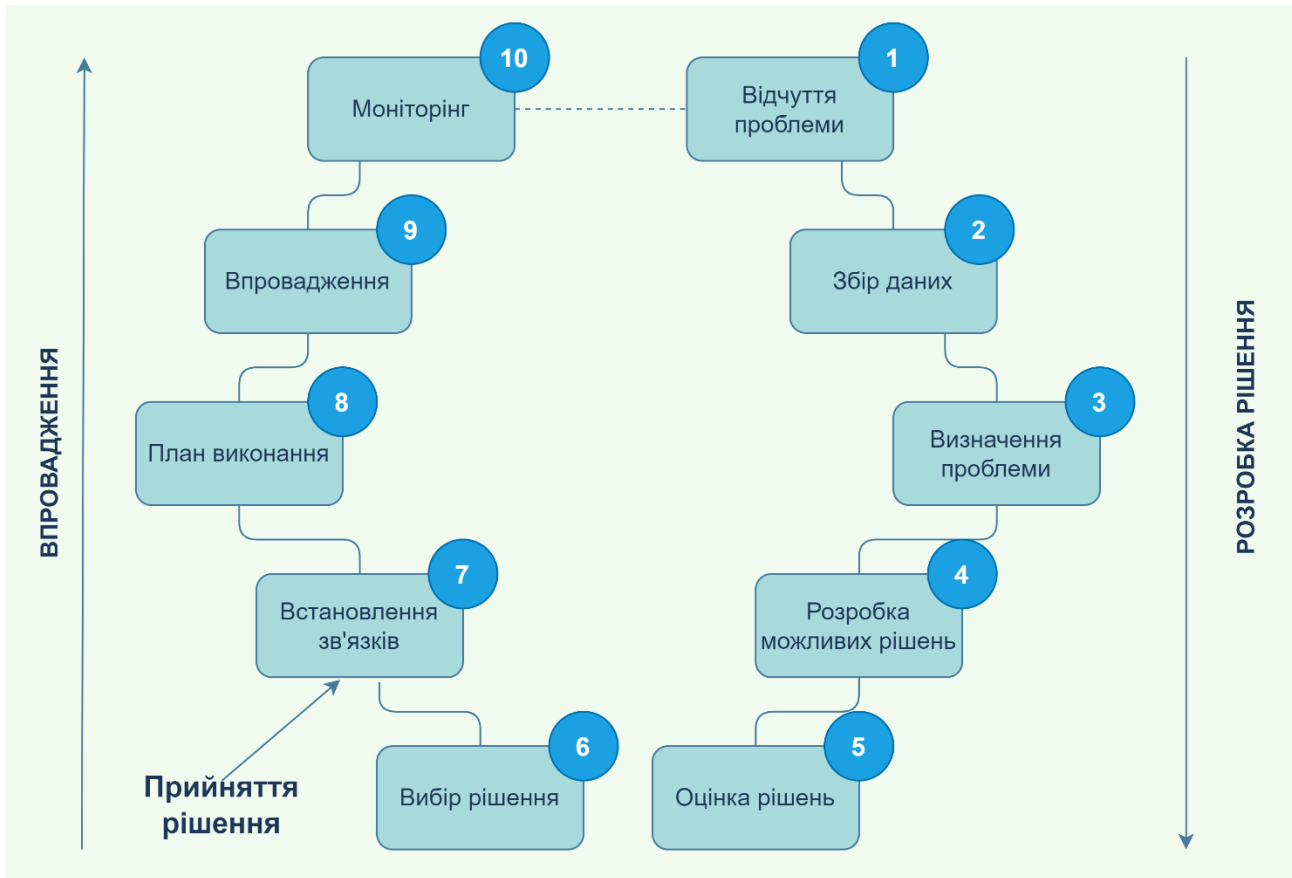 10
Моніторінг
1
Відчуття
проблеми
9
Впровадження
2
Збір даних
8
План виконання
3
Визначення
проблеми
7
Встановлення
зв'язків
4
Розробка
можливих рішень
6
Вибір рішення
5
Оцінка рішень
Прийняття
рішення
ВПРОВАДЖЕННЯ
РОЗРОБКА РІШЕННЯ